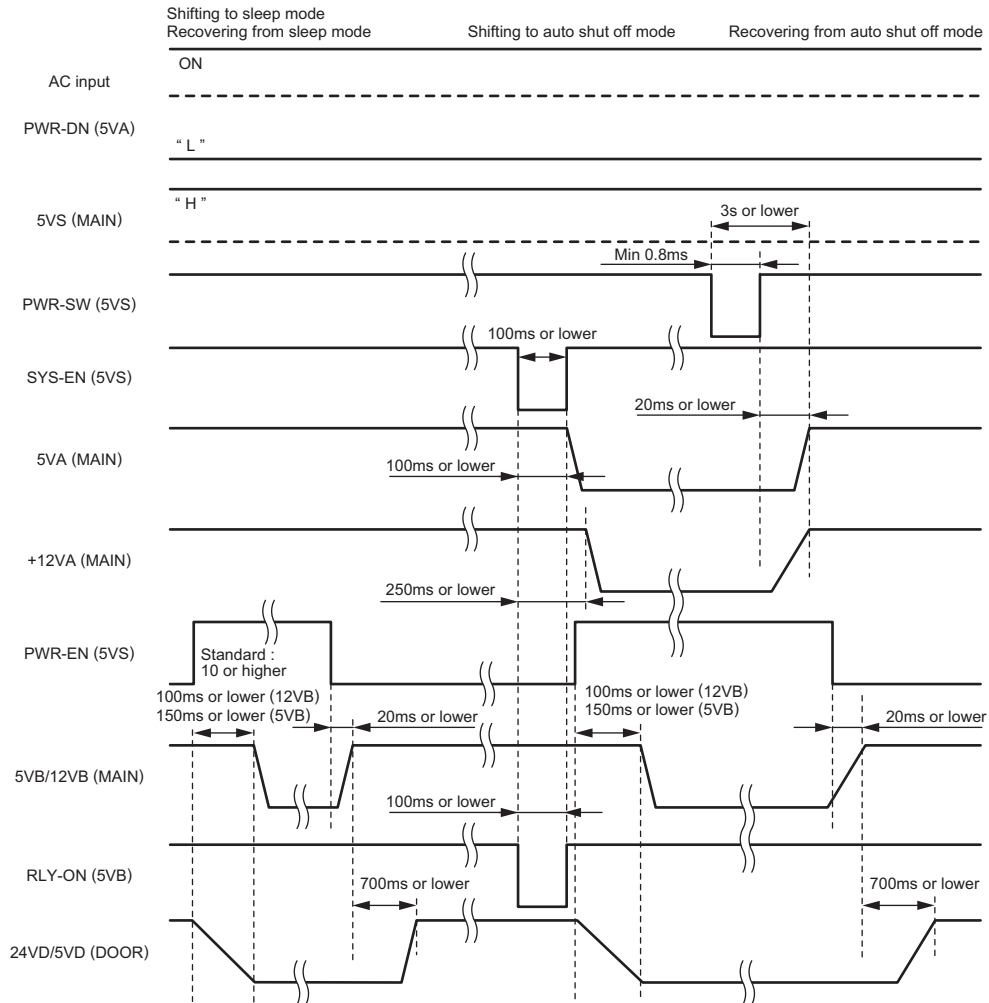 Shifting to sleep mode
Recovering from sleep mode
Shifting to auto shut off mode
Recovering from auto shut off mode
AC input
ON
PWR-DN (5VA)
“ L ”
5VS (MAIN)
“ H ”
3s or lower
Min 0.8ms
PWR-SW (5VS)
100ms or lower
SYS-EN (5VS)
20ms or lower
5VA (MAIN)
100ms or lower
+12VA (MAIN)
250ms or lower
PWR-EN (5VS)
Standard :
10 or higher
100ms or lower (12VB)
150ms or lower (5VB)
20ms or lower
100ms or lower (12VB)
150ms or lower (5VB)
20ms or lower
5VB/12VB (MAIN)
100ms or lower
RLY-ON (5VB)
700ms or lower
700ms or lower
24VD/5VD (DOOR)